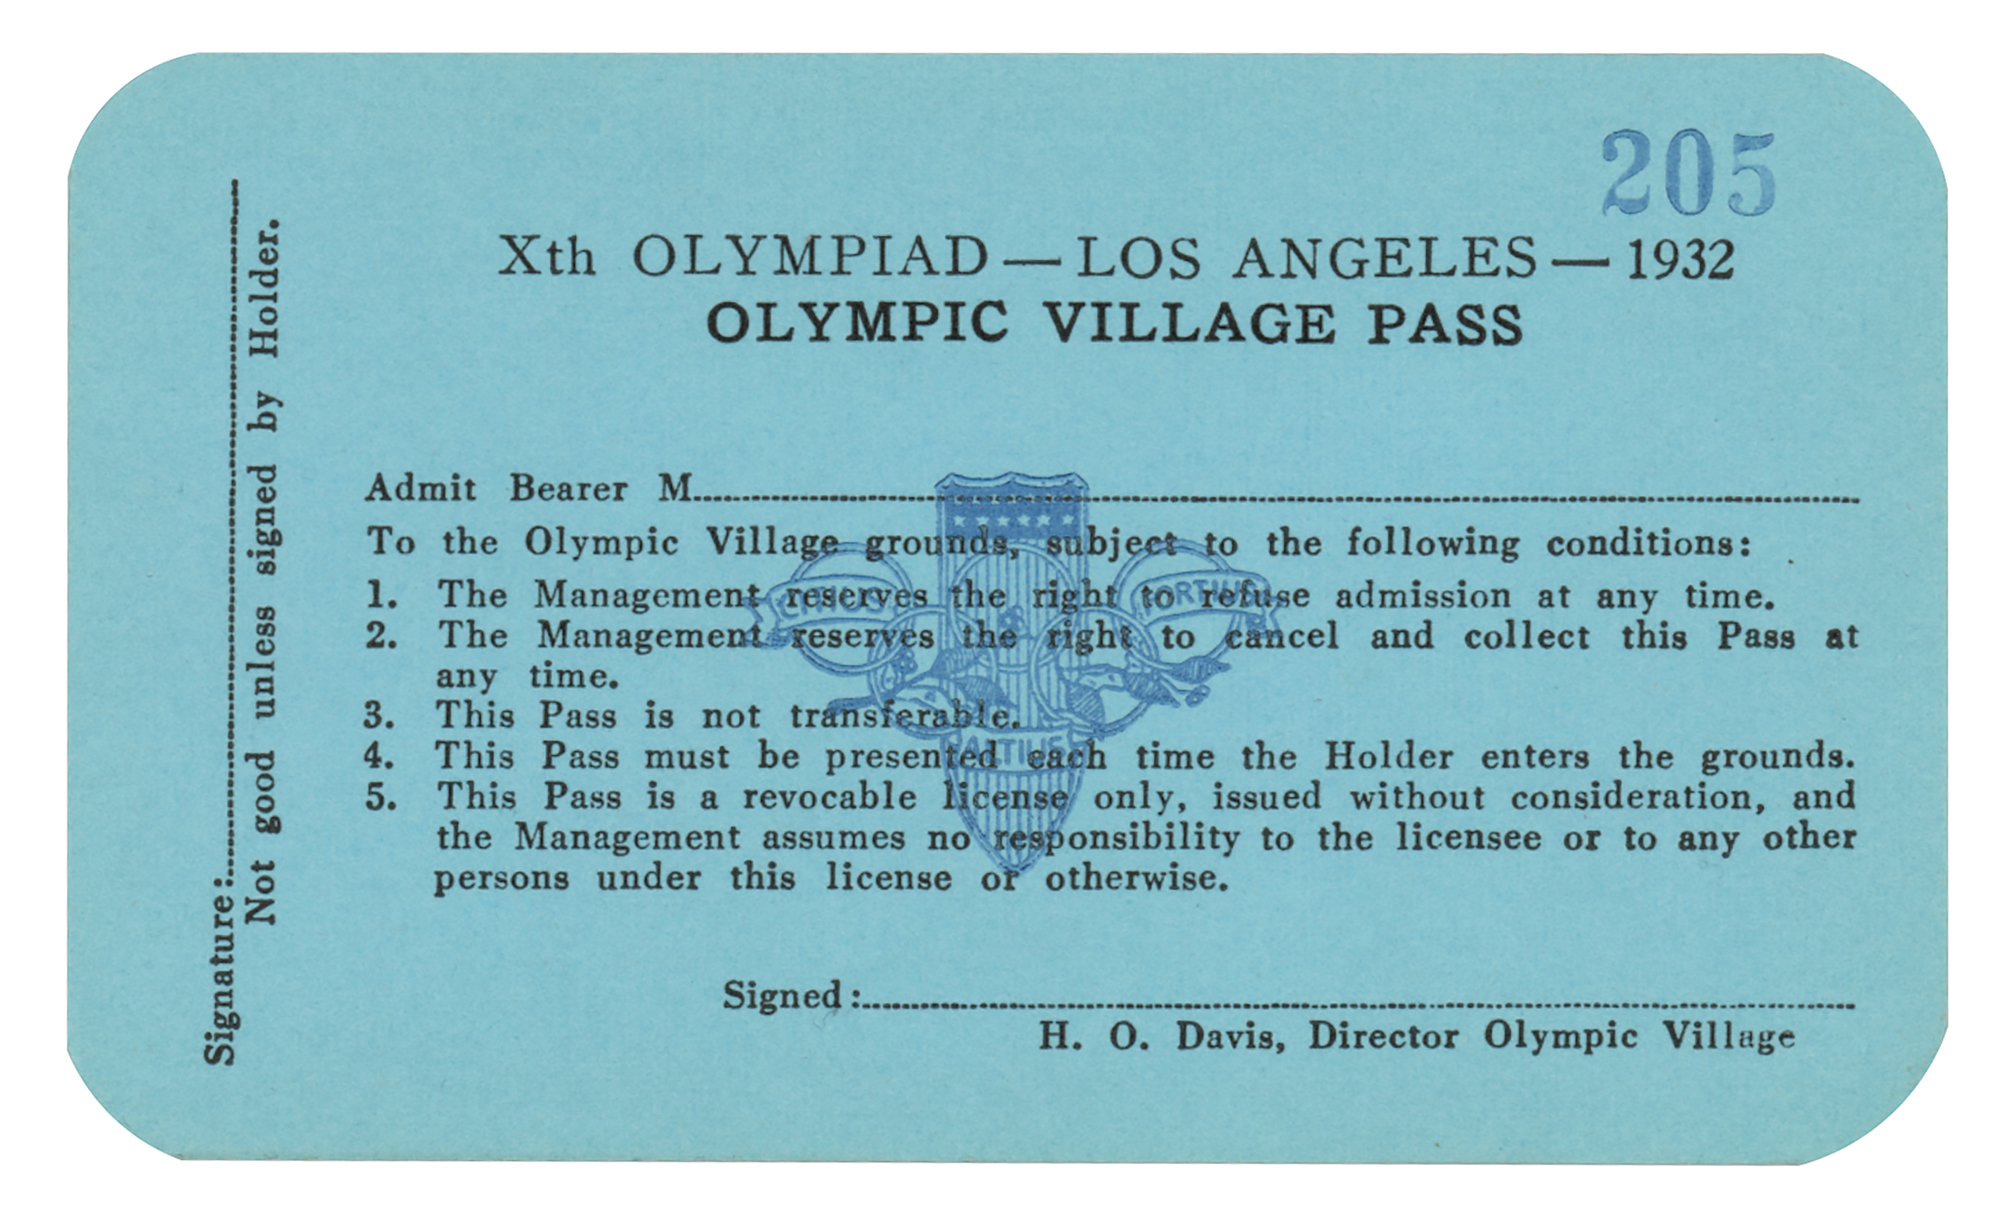 205
Xth OLYMPIAD — LOS ANGELES — 1932
OLYMPIC VILLAGE PASS
Admit Bearer M
To the Olympic Village grounds, subject to the following conditions:
1. The Management reserves the right to refuse admission at any time.
2. The Management reserves the right to cancel and collect this Pass at
any time.
3. This Pass is not transferable.
4. This Pass must be presented each time the Holder enters the grounds.
5. This Pass is a revocable license only, issued without consideration, and
the Management assumes no responsibility to the licensee or to any other
persons under this license or otherwise.
Signed:
H. O. Davis, Director Olympic Village
Signature:
Not good unless signed by Holder.
CITIUS
FORTIUS
ALTIUS